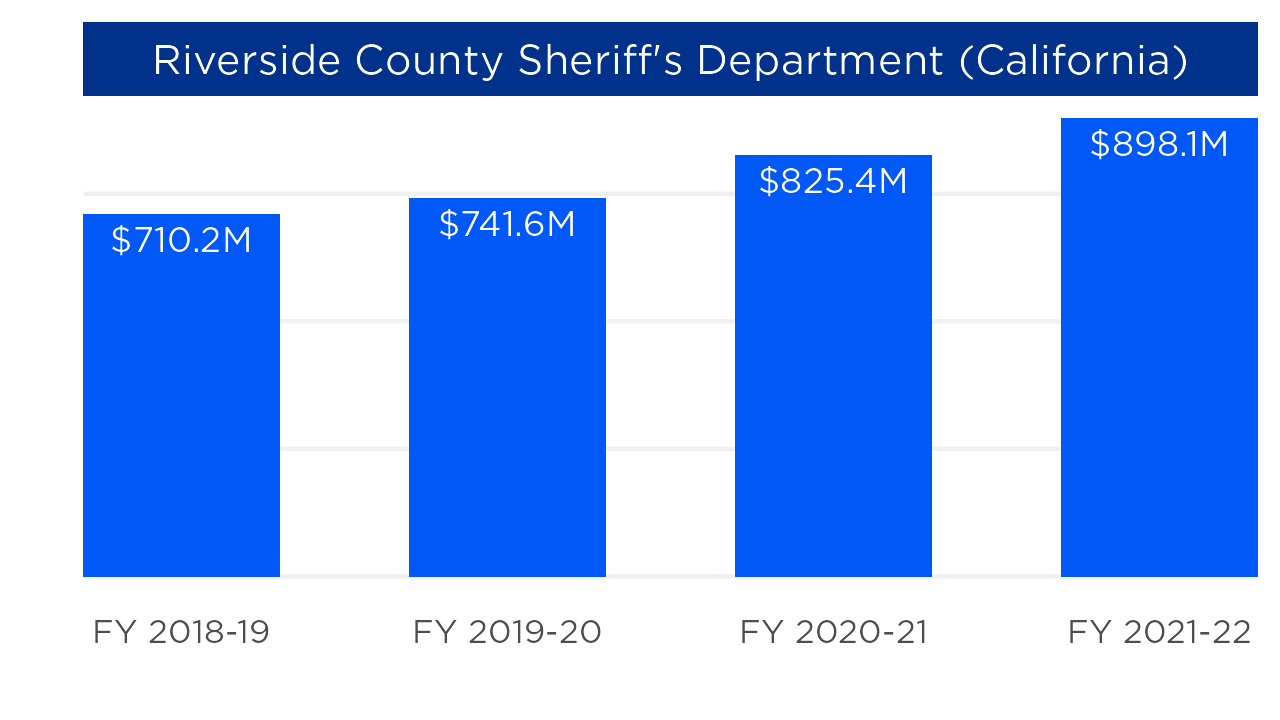 Riverside County Sheriff's Department (California)
$710.2M
$741.6M
$825.4M
$898.1M
FY 2018-19
FY 2019-20
FY 2020-21
FY 2021-22